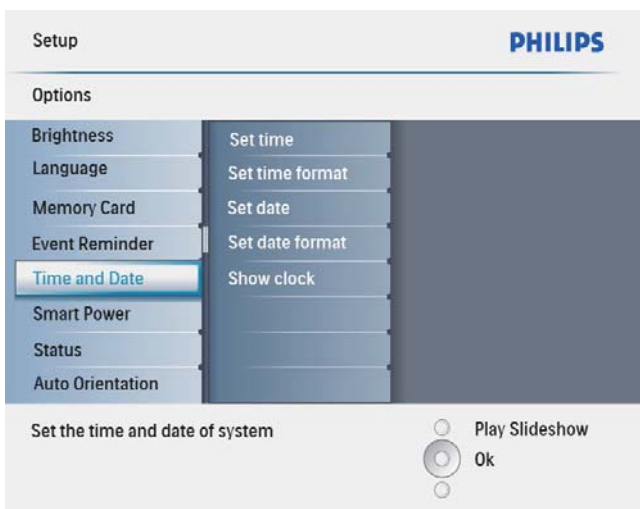 Setup
PHILIPS
Options
Brightness
Language
Memory Card
Event Reminder
Time and Date
Smart Power
Status
Auto Orientation
Set time
Set time format
Set date
Set date format
Show clock
Set the time and date of system
Play Slideshow
Ok